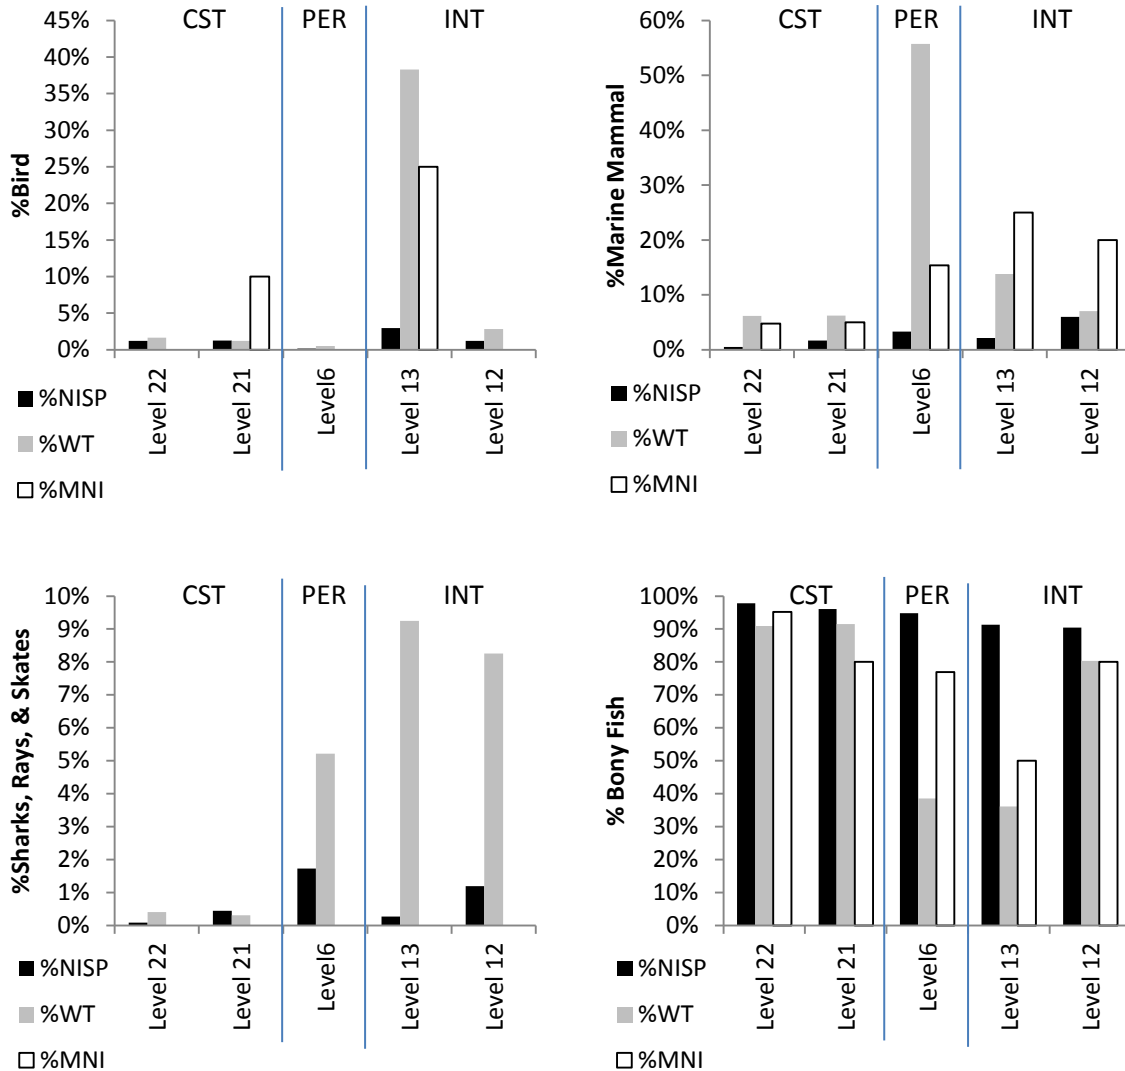 CST PER INT
%Bird
45%
40%
35%
30%
25%
20%
15%
10%
5%
0%
Level 22
Level 21
Level6
Level 13
Level 12
%NISP
%WT
%MNI
CST PER INT
%Marine Mammal
60%
50%
40%
30%
20%
10%
0%
Level 22
Level 21
Level6
Level 13
Level 12
%NISP
%WT
%MNI
CST PER INT
%Sharks, Rays, & Skates
10%
9%
8%
7%
6%
5%
4%
3%
2%
1%
0%
Level 22
Level 21
Level6
Level 13
Level 12
%NISP
%WT
%MNI
CST PER INT
% Bony Fish
100%
90%
80%
70%
60%
50%
40%
30%
20%
10%
0%
Level 22
Level 21
Level6
Level 13
Level 12
%NISP
%WT
%MNI